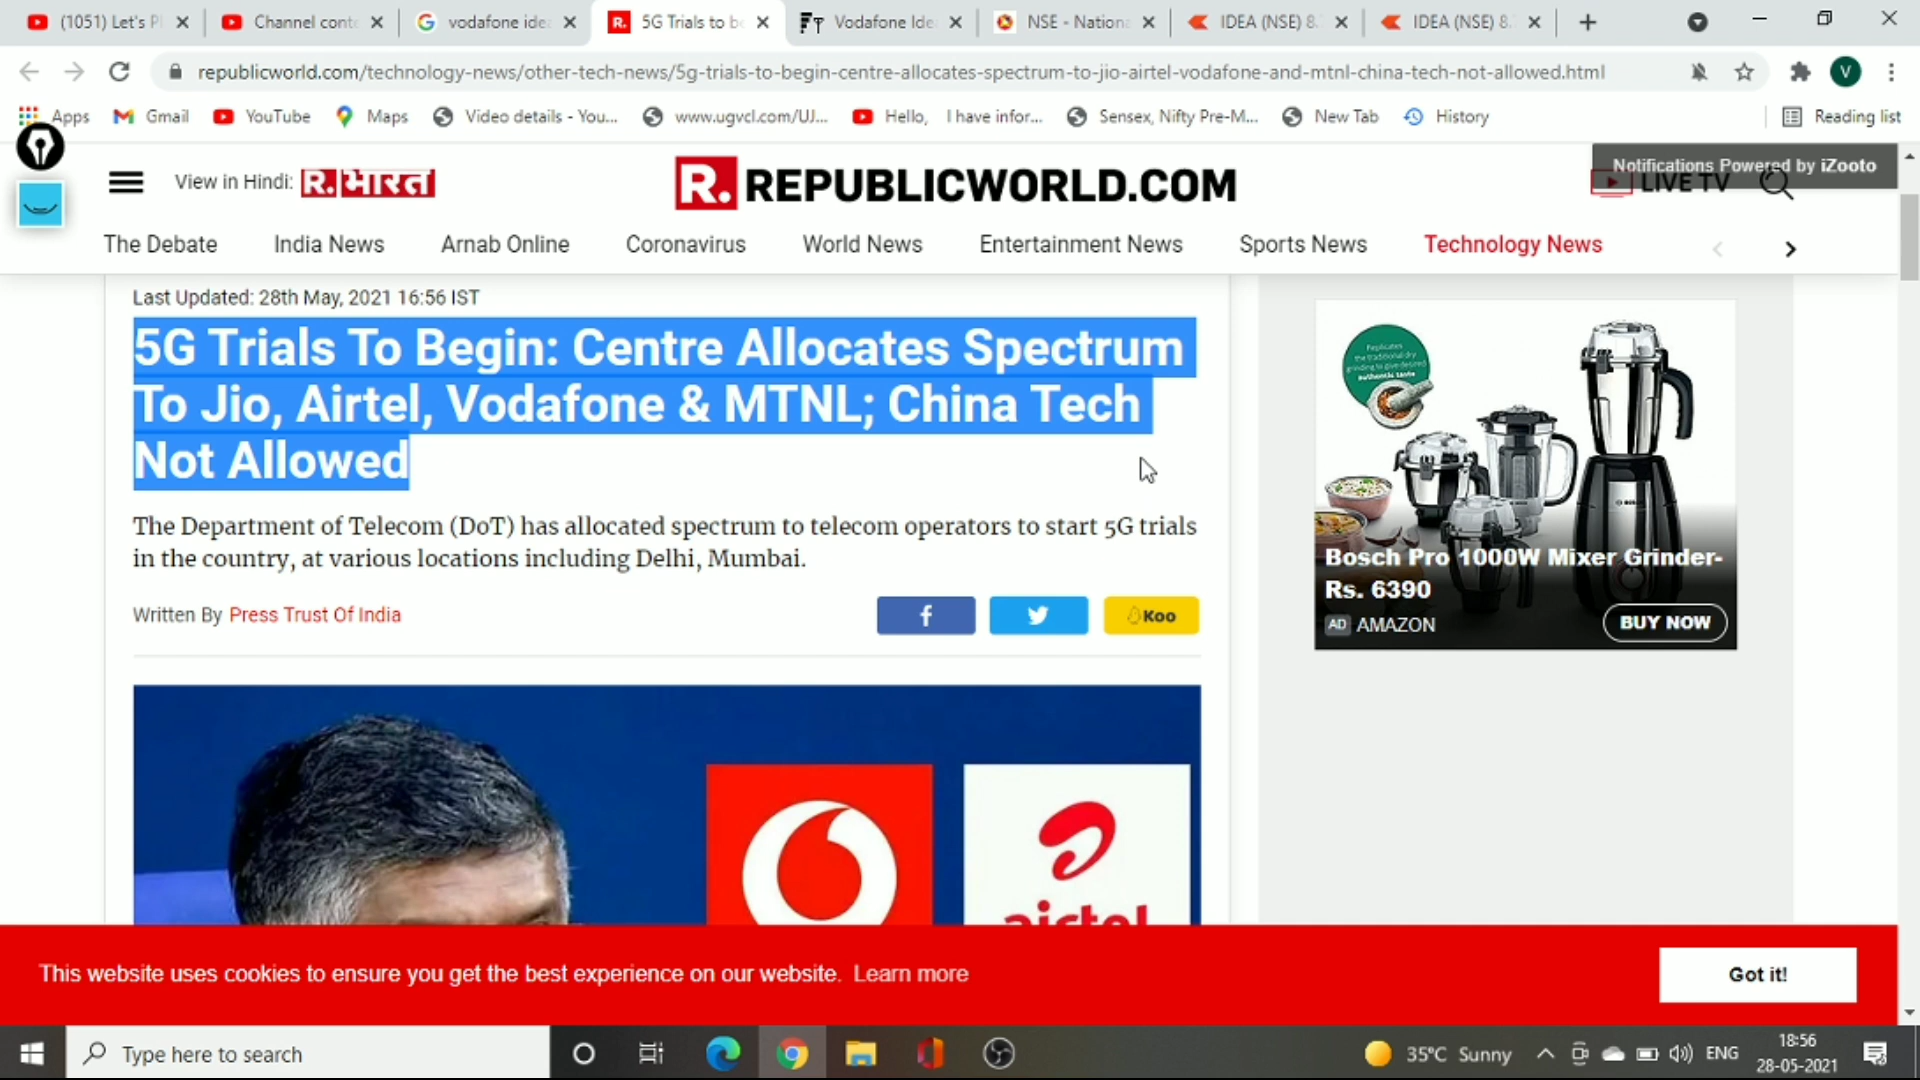 (1051) Let's Pl
Channel conte
vodafone idea
5G Trials to be
Vodafone Idea
NSE - Nationa
IDEA (NSE) 8.
IDEA (NSE) 8.
republicworld.com/technology-news/other-tech-news/5g-trials-to-begin-centre-allocates-spectrum-to-jio-airtel-vodafone-and-mtnl-china-tech-not-allowed.html
V
Apps
Gmail
YouTube
Maps
Video details - You...
www.ugvcl.com/UJ...
Hello, I have infor...
Sensex, Nifty Pre-M...
New Tab
History
Reading list
View in Hindi: R. भारत
R. REPUBLICWORLD.COM
Notifications Powered by iZooto
LIVE TV
The Debate
India News
Arnab Online
Coronavirus
World News
Entertainment News
Sports News
Technology News
Last Updated: 28th May, 2021 16:56 IST
5G Trials To Begin: Centre Allocates Spectrum
To Jio, Airtel, Vodafone & MTNL; China Tech
Not Allowed
The Department of Telecom (DoT) has allocated spectrum to telecom operators to start 5G trials
in the country, at various locations including Delhi, Mumbai.
Written By Press Trust Of India
Koo
Bosch Pro 1000W Mixer Grinder-
Rs. 6390
AD AMAZON
BUY NOW
airtel
This website uses cookies to ensure you get the best experience on our website. Learn more
Got it!
Type here to search
35°C Sunny
ENG
18:56
28-05-2021